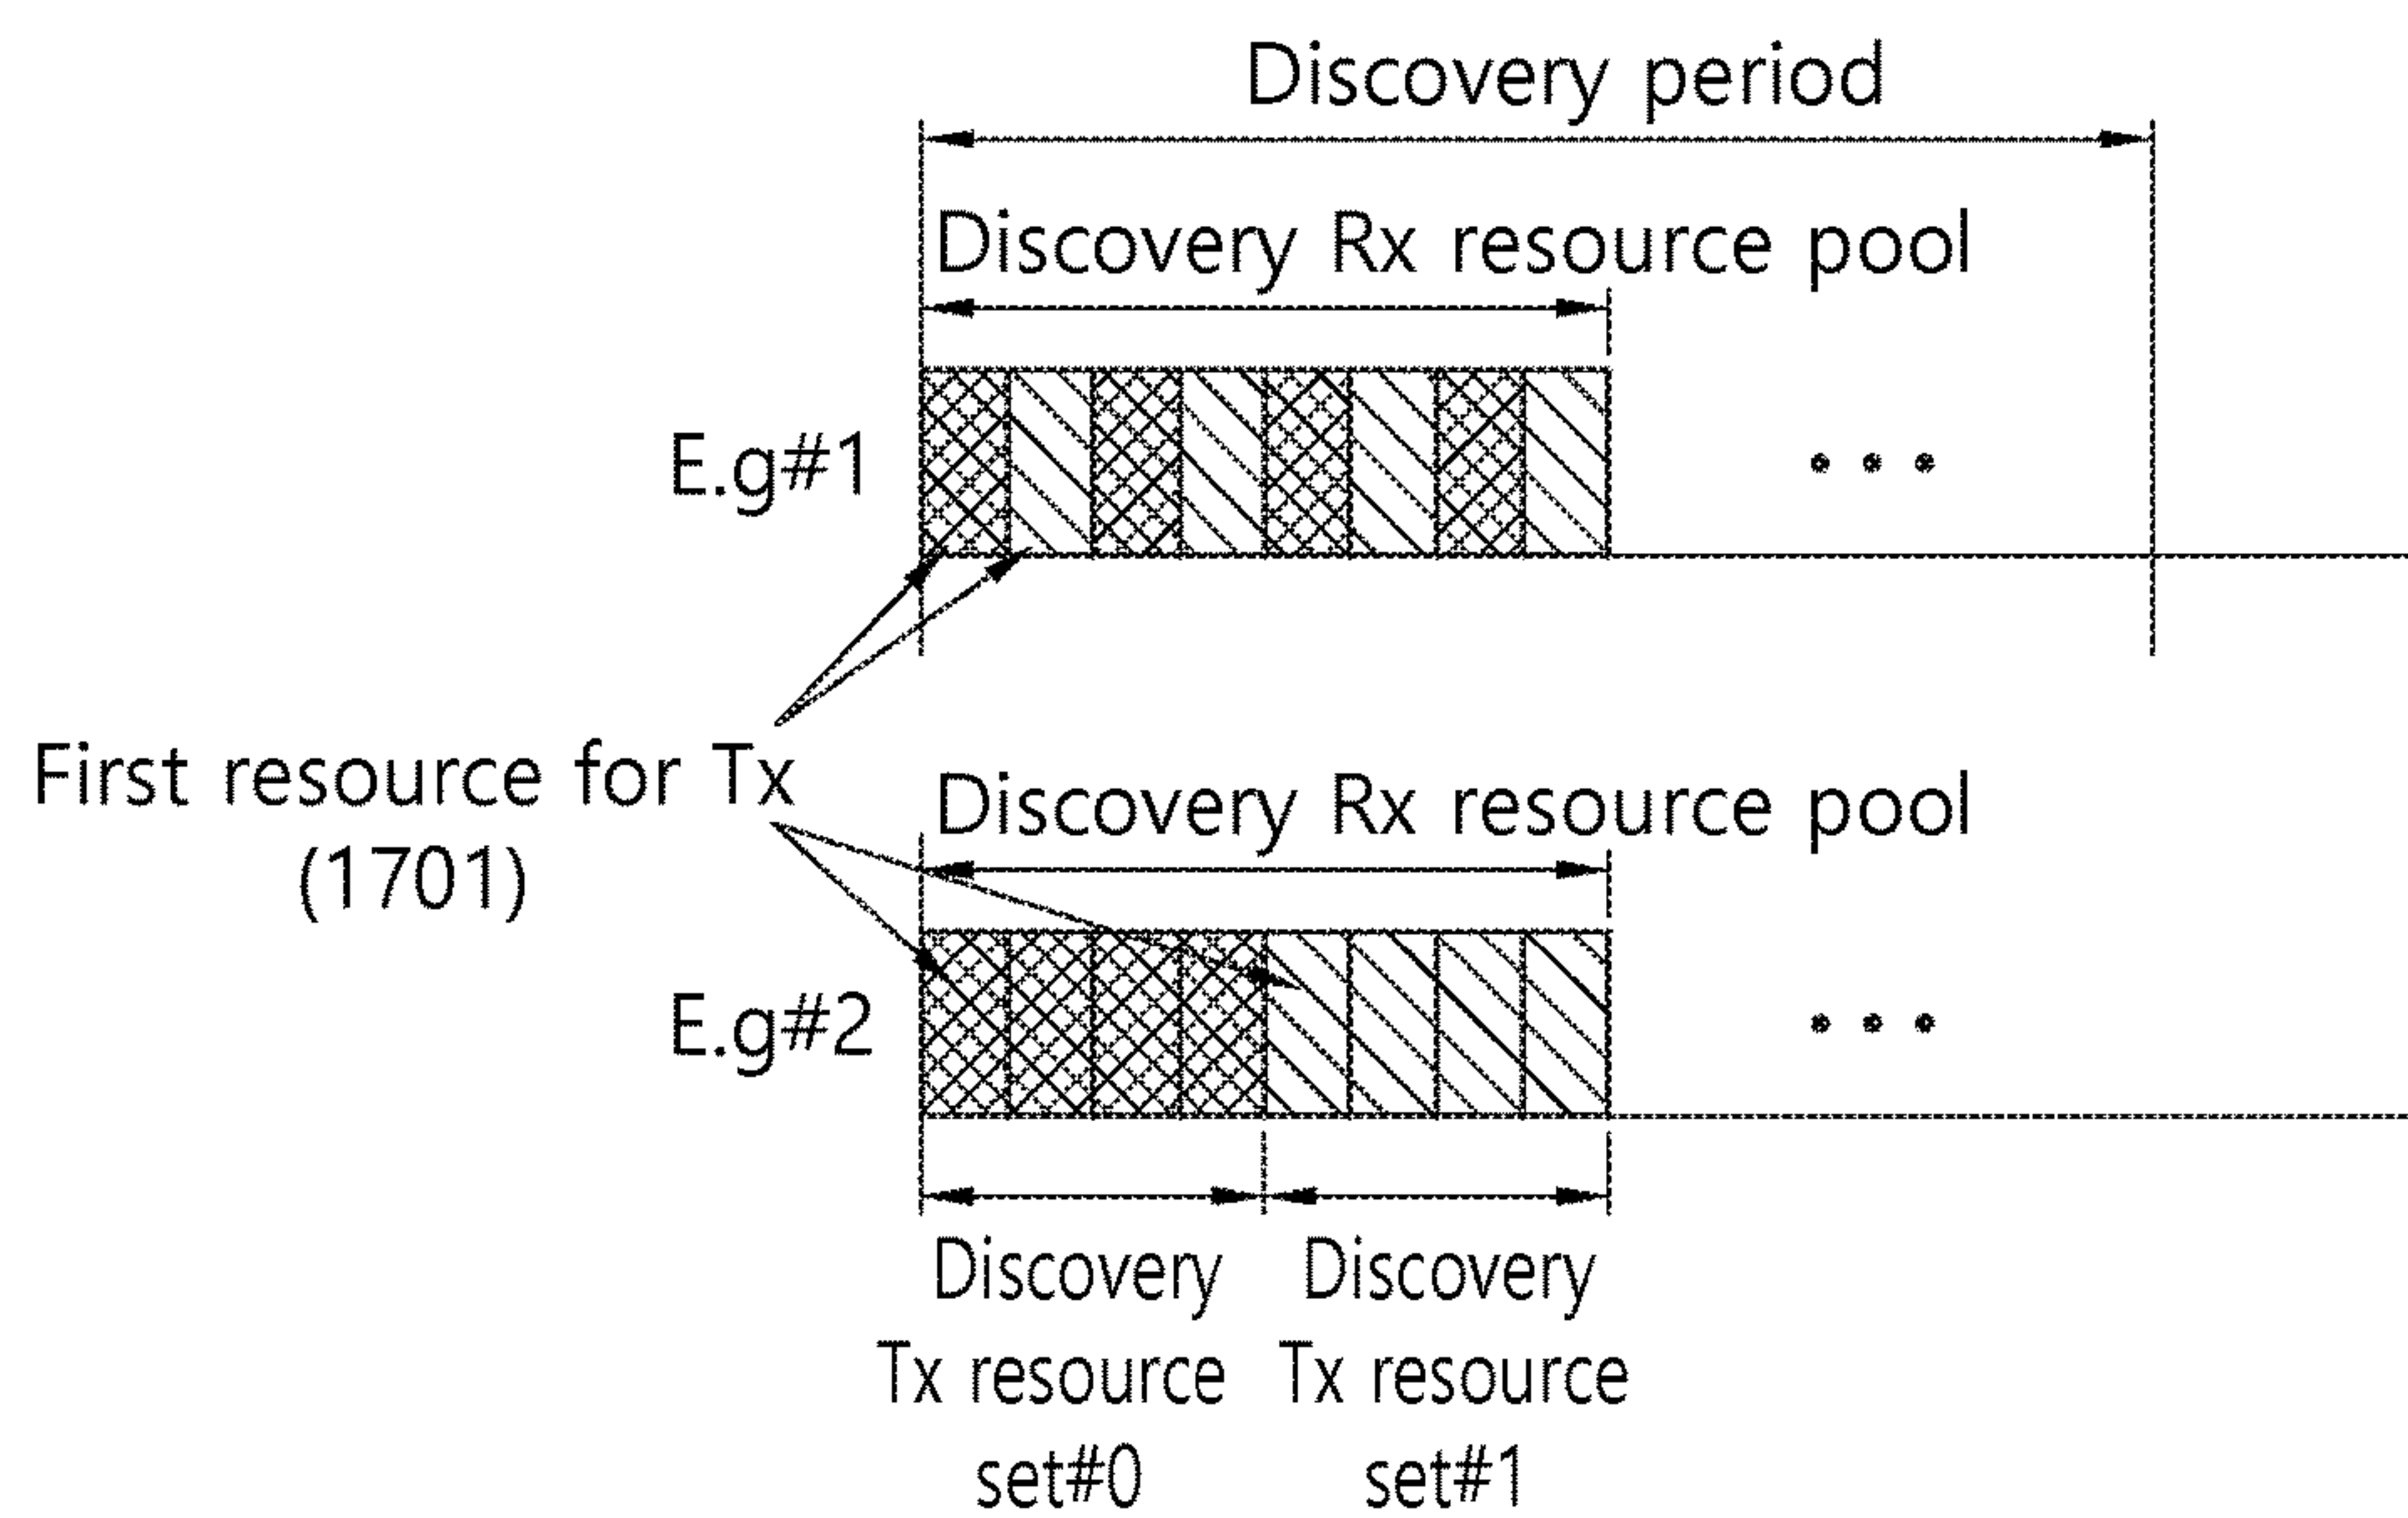 Discovery period
Discovery Rx resource pool
E.g#1
First resource for Tx
(1701)
Discovery Rx resource pool
E.g#2
Discovery
Tx resource
set#0
Discovery
Tx resource
set#1